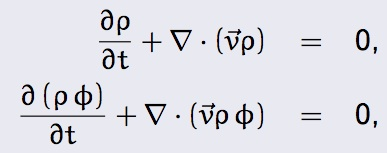 ∂ρ/∂t + ∇ · (v⃗ρ) = 0,
∂(ρ ϕ)/∂t + ∇ · (v⃗ρ ϕ) = 0,